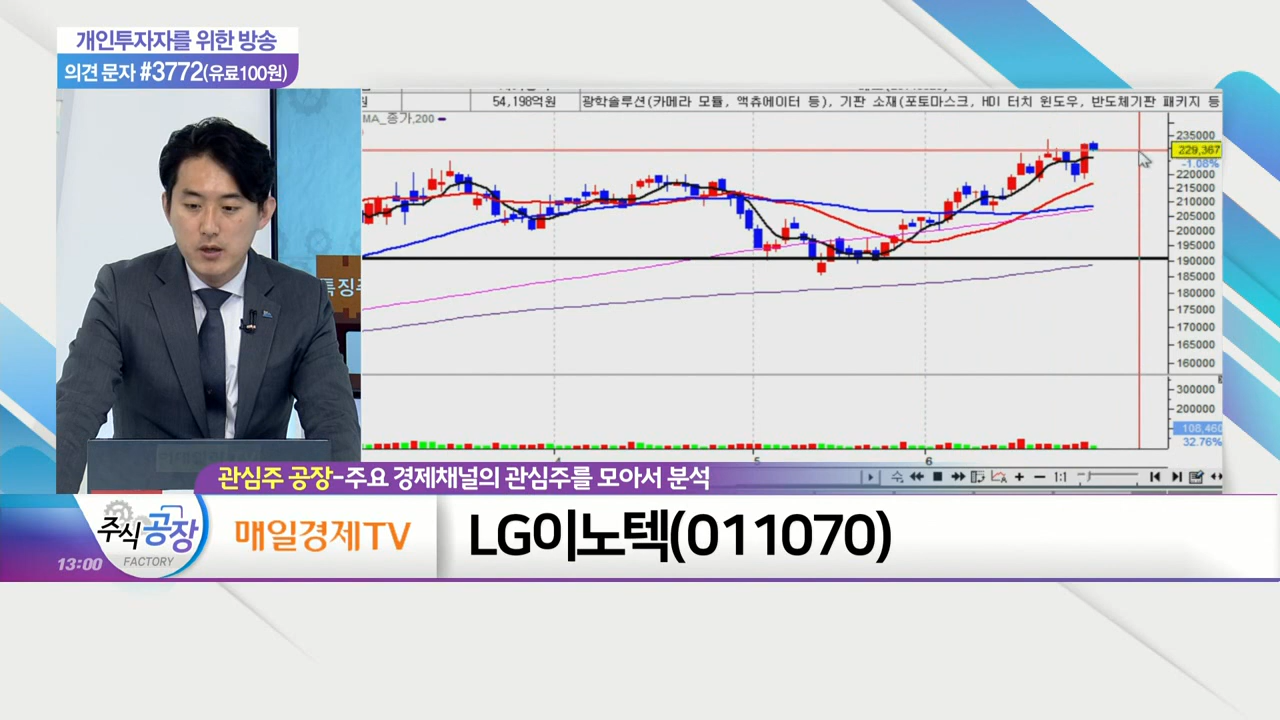 개인투자자를 위한 방송
의견 문자 #3772(유료100원)
54,198억원
광학솔루션(카메라 모듈, 액츄에이터 등), 기판 소재(포토마스크, HDI 터치 윈도우, 반도체기판 패키지 등
MA_종가,200
235000
229,367
-1.08%
220000
215000
210000
205000
200000
195000
190000
185000
180000
175000
170000
165000
160000
300000
200000
108,460
32.76%
4
5
6
1:1
특징주
관심주 공장-주요 경제채널의 관심주를 모아서 분석
주식공장
FACTORY
13:00
매일경제TV
LG이노텍(011070)